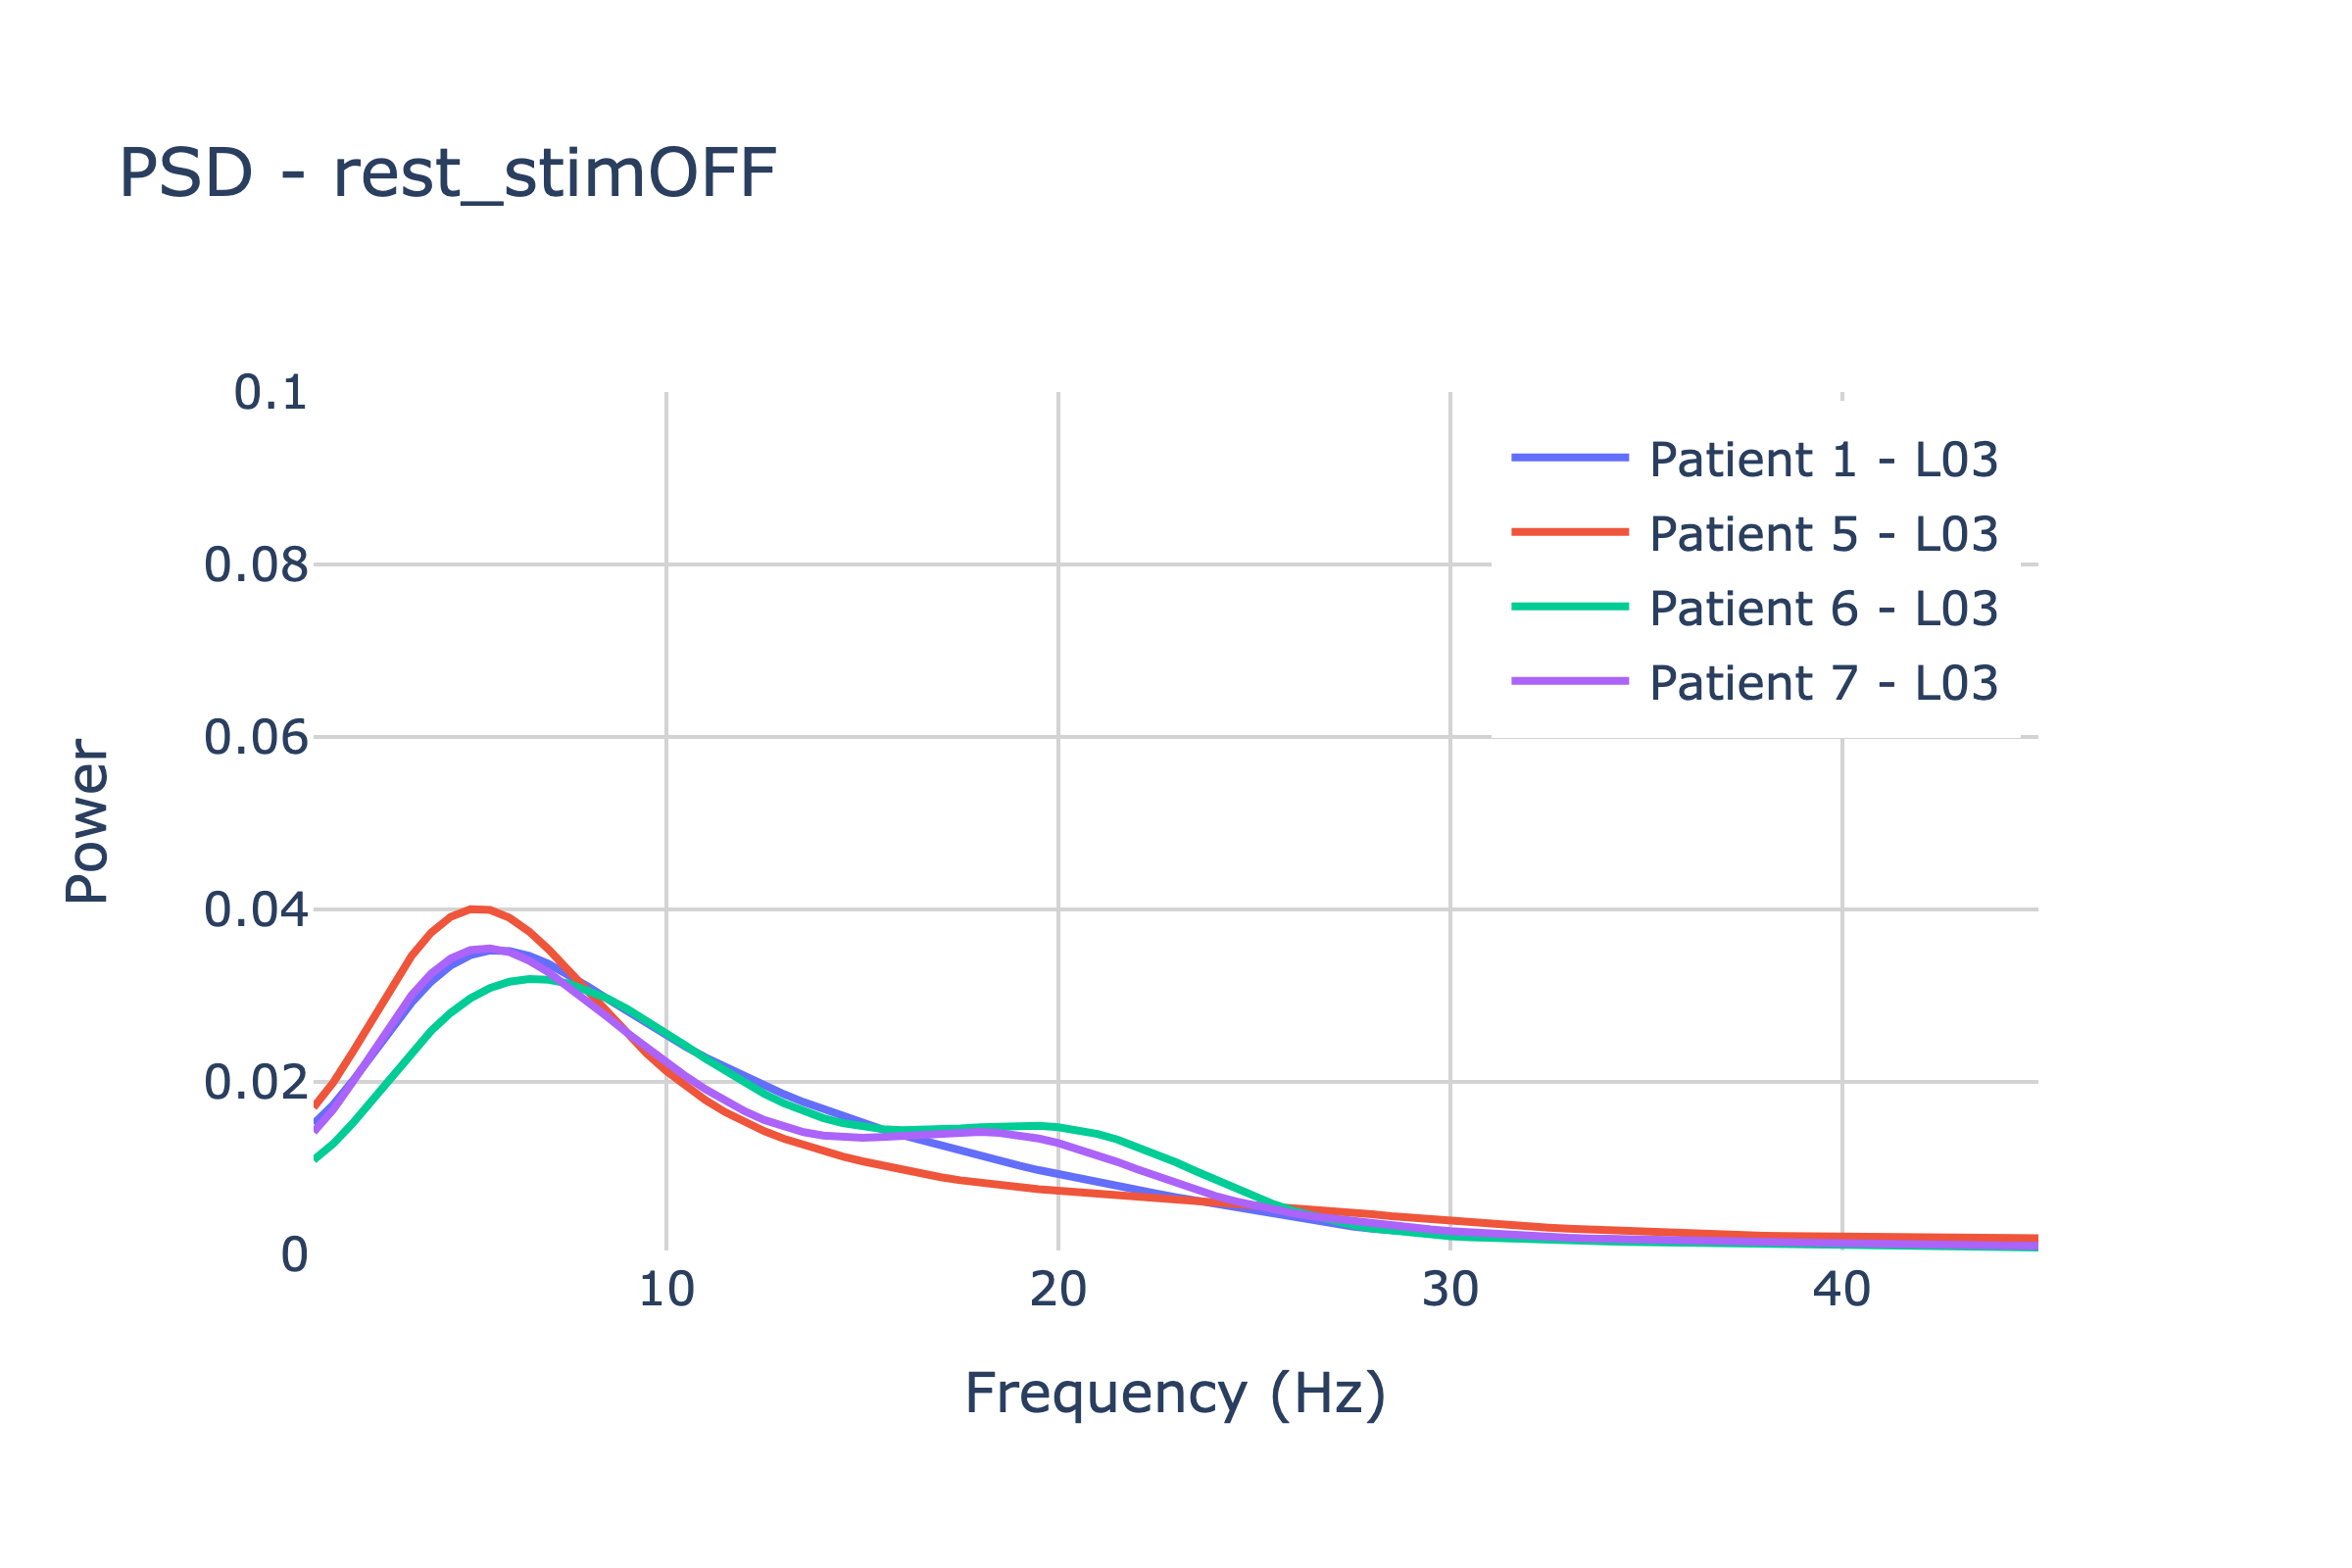 PSD - rest_stimOFF
0.1
0.08
0.06
0.04
0.02
0
Power
10 20 30 40
Frequency (Hz)
Patient 1 - L03
Patient 5 - L03
Patient 6 - L03
Patient 7 - L03